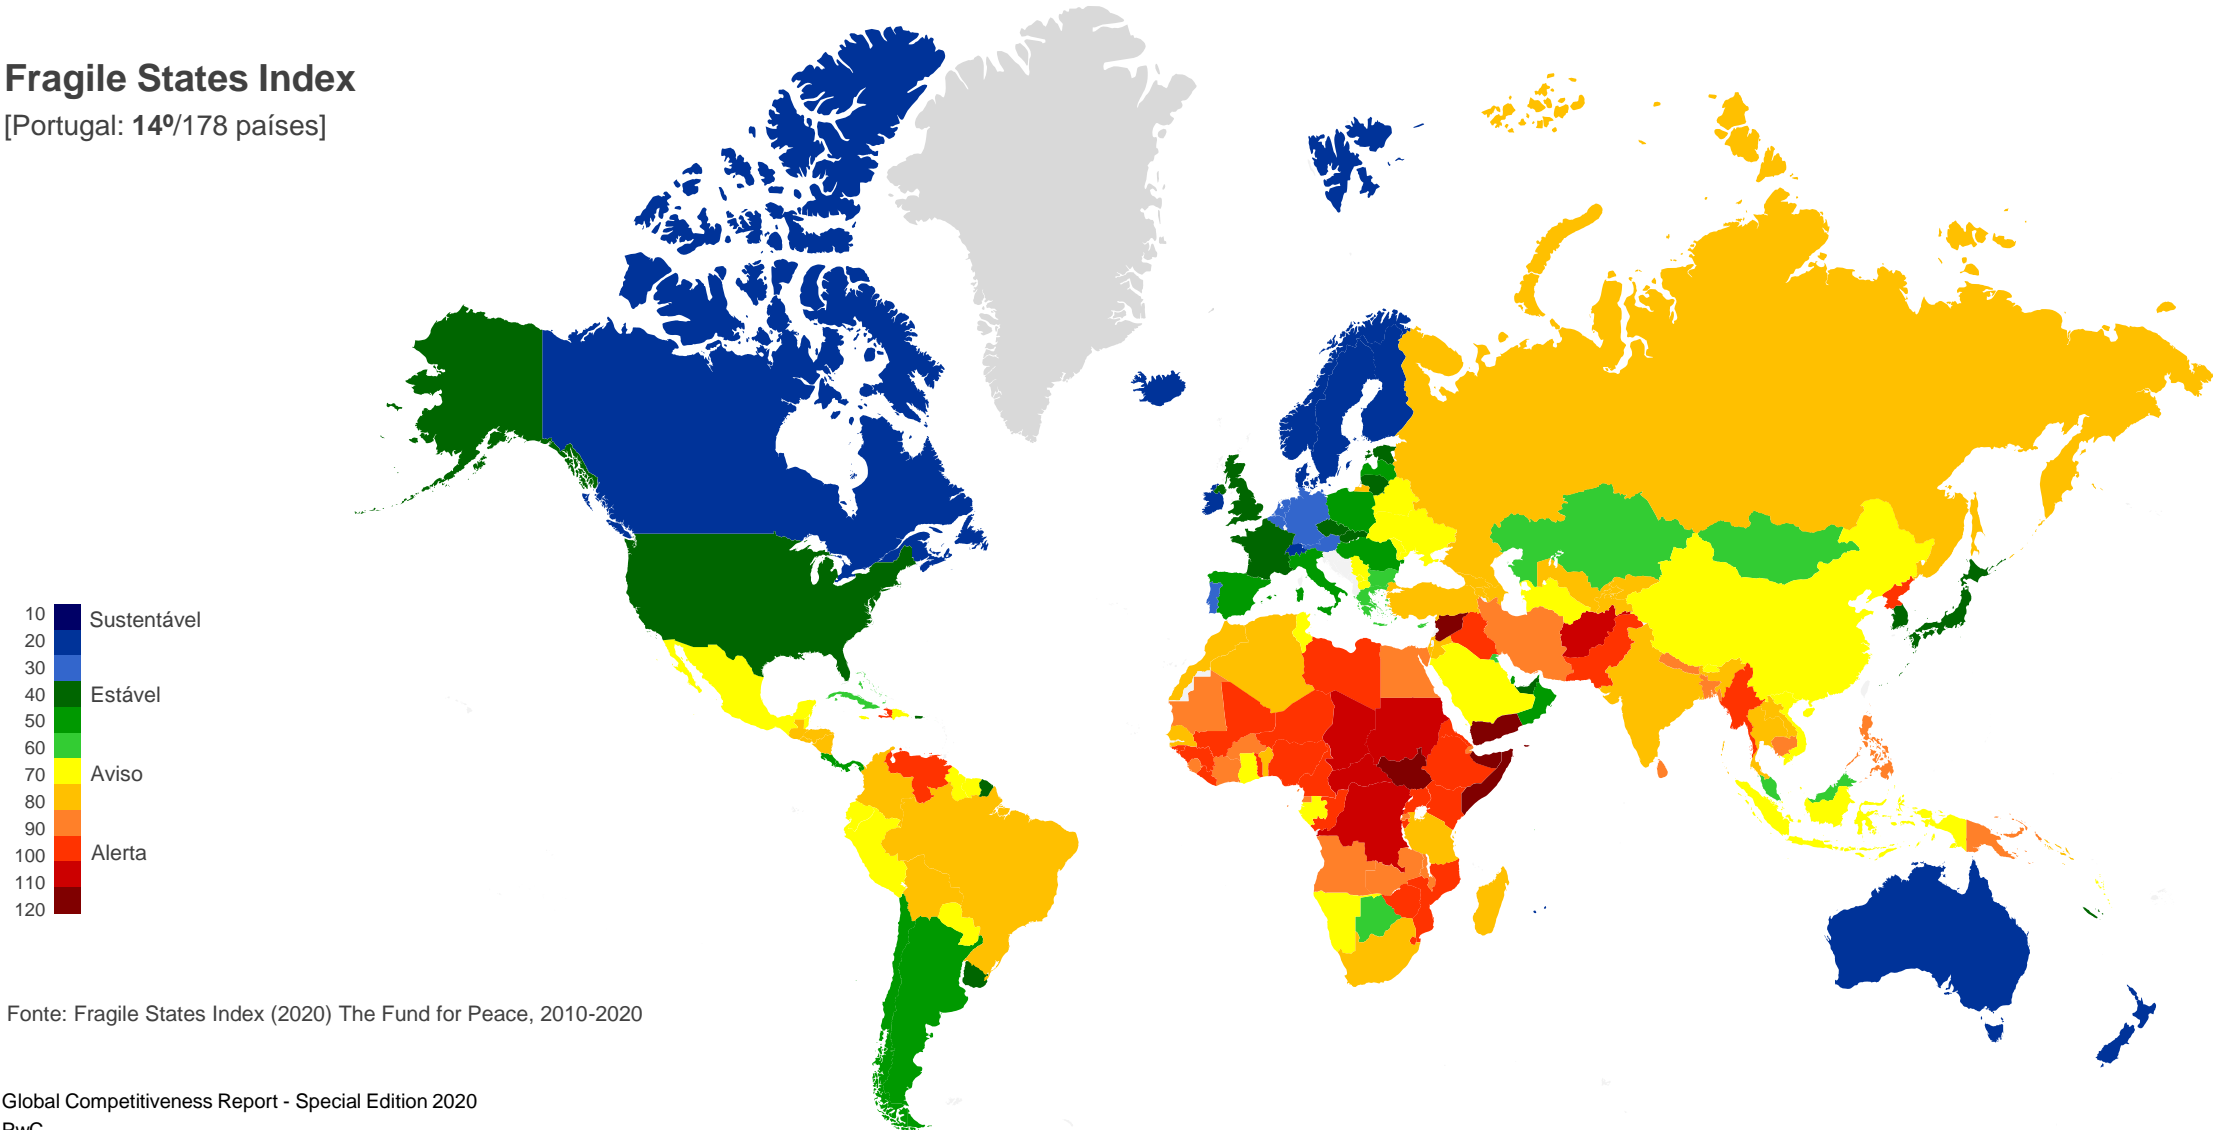 Fragile States Index
[Portugal: 14º/178 países]
10
Sustentável
20
30
40
Estável
50
60
70
Aviso
80
90
100
Alerta
110
120
Fonte: Fragile States Index (2020) The Fund for Peace, 2010-2020
Global Competitiveness Report - Special Edition 2020
PwC